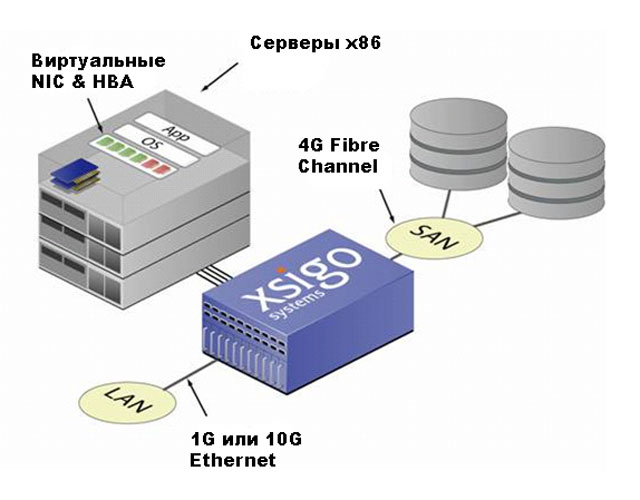 Серверы x86
Виртуальные
NIC & HBA
App
OS
4G Fibre
Channel
SAN
xsigo
systems
LAN
1G или 10G
Ethernet